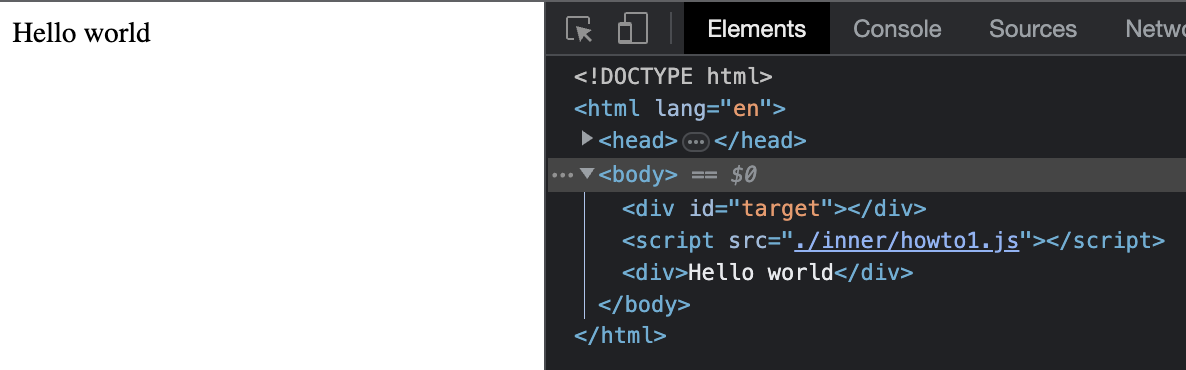 Hello world
Elements Console Sources
<!DOCTYPE html>
<html lang="en">
▶<head>…</head>
…▼<body> == $0
<div id="target"></div>
<script src="./inner/howto1.js"></script>
<div>Hello world</div>
</body>
</html>